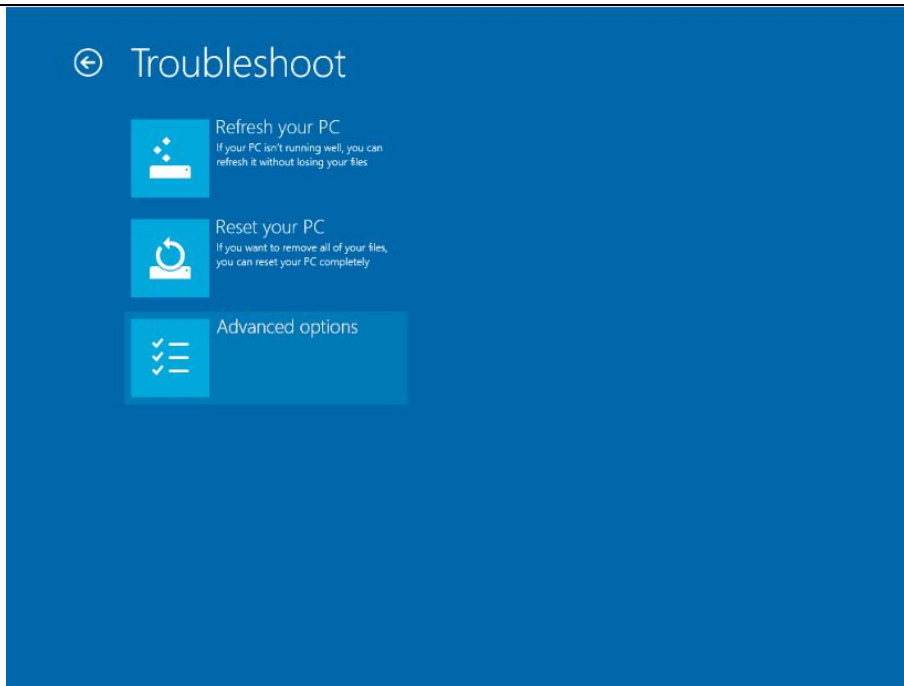 Troubleshoot
Refresh your PC
If your PC isn't running well, you can
refresh it without losing your files
Reset your PC
If you want to remove all of your files,
you can reset your PC completely
Advanced options